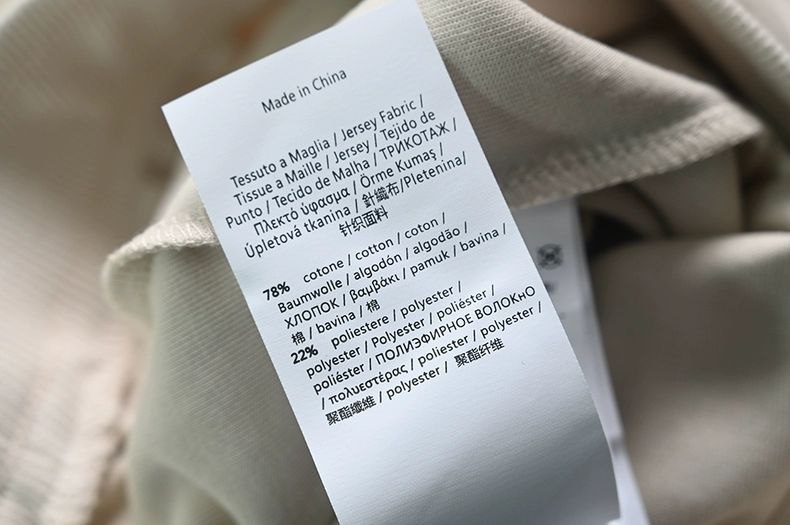 Made in China
Tessuto a Maglia / Jersey Fabric /
Tissue a Maille / Jersey / Tejido de
Punto / Tecido de Malha / ТРИКОТАЖ /
Πλεκτό ύφασμα / Örme Kumaş /
Úpletová tkanina / 針織布/Pletenina/
针织面料
78% cotone / cotton / coton /
Baumwolle / algodón / algodão /
ХЛОПОК / βαμβάκι / pamuk / bavina /
棉 / bavina / 棉
22% poliestere / polyester /
polyester / Polyester / poliéster /
poliéster / ПОЛИЭФИРНОЕ ВОЛОКнО
/ πολυεστέρας / poliester / polyester /
聚酯纖維 / polyester / 聚酯纤维